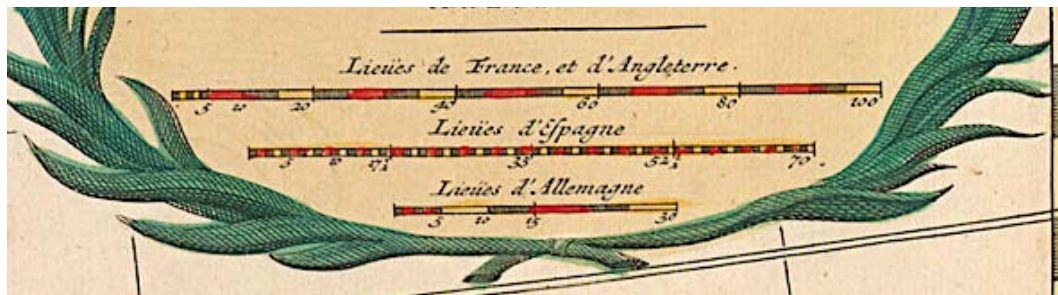 Lieües de France, et d'Angleterre.
5 10 20 40 60 80 100
Lieües d'Espagne
5 10 17½ 35 52½ 70
Lieües d'Allemagne
5 10 15 30